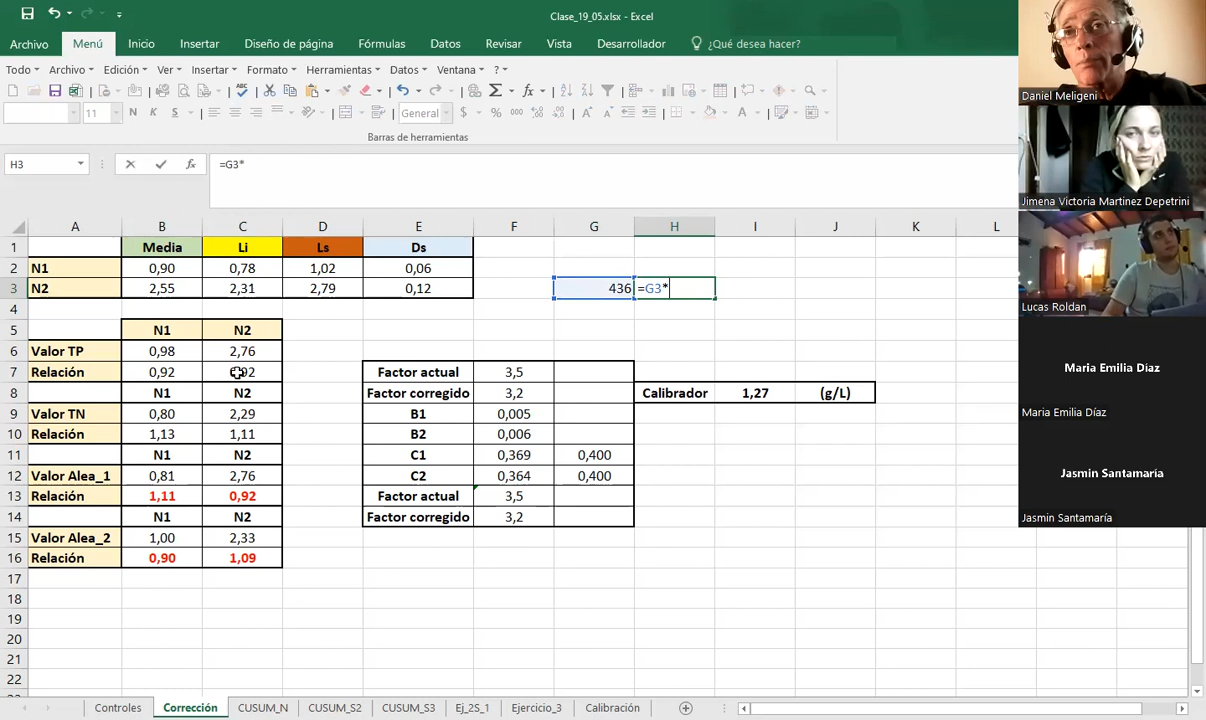 Clase_19_05.xlsx - Excel
Archivo Menú Inicio Insertar Diseño de página Fórmulas Datos Revisar Vista Desarrollador ¿Qué desea hacer?
Todo Archivo Edición Ver Insertar Formato Herramientas Datos Ventana ?
11 N K S General $ % 000
Barras de herramientas
H3 fx =G3*
A B C D E F G H I J K L
1 Media Li Ls Ds
2 N1 0,90 0,78 1,02 0,06
3 N2 2,55 2,31 2,79 0,12 436 =G3*
4
5 N1 N2
6 Valor TP 0,98 2,76
7 Relación 0,92 0,92 Factor actual 3,5
8 N1 N2 Factor corregido 3,2 Calibrador 1,27 (g/L)
9 Valor TN 0,80 2,29 B1 0,005
10 Relación 1,13 1,11 B2 0,006
11 N1 N2 C1 0,369 0,400
12 Valor Alea_1 0,81 2,76 C2 0,364 0,400
13 Relación 1,11 0,92 Factor actual 3,5
14 N1 N2 Factor corregido 3,2
15 Valor Alea_2 1,00 2,33
16 Relación 0,90 1,09
17
18
19
20
21
22
Controles Corrección CUSUM_N CUSUM_S2 CUSUM_S3 Ej_2S_1 Ejercicio_3 Calibración
Daniel Meligeni
Jimena Victoria Martinez Depetrini
Lucas Roldan
Maria Emilia Díaz
Maria Emilia Díaz
Jasmin Santamaría
Jasmin Santamaría